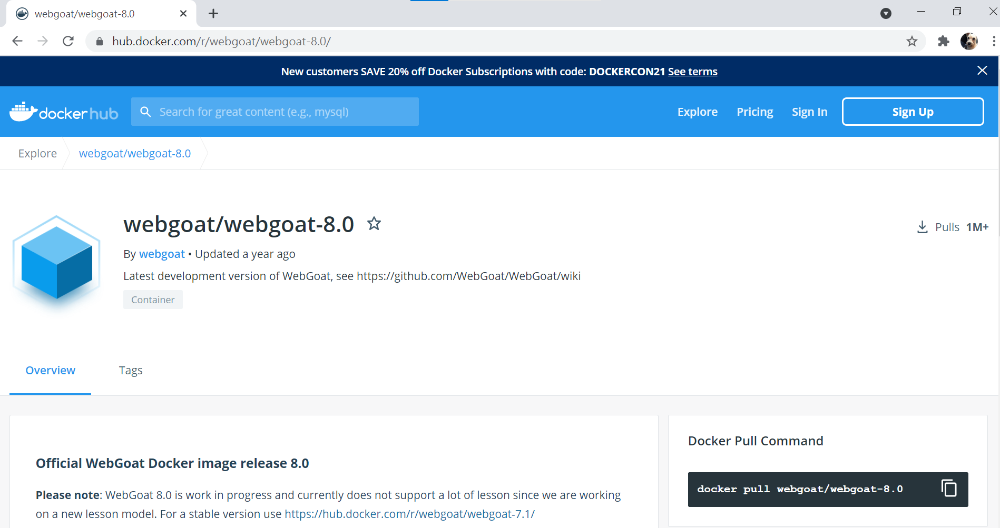 webgoat/webgoat-8.0
hub.docker.com/r/webgoat/webgoat-8.0/
New customers SAVE 20% off Docker Subscriptions with code: DOCKERCON21 See terms
docker hub
Search for great content (e.g., mysql)
Explore
Pricing
Sign In
Sign Up
Explore
webgoat/webgoat-8.0
webgoat/webgoat-8.0
Pulls 1M+
By webgoat • Updated a year ago
Latest development version of WebGoat, see https://github.com/WebGoat/WebGoat/wiki
Container
Overview
Tags
Official WebGoat Docker image release 8.0
Please note: WebGoat 8.0 is work in progress and currently does not support a lot of lesson since we are working
on a new lesson model. For a stable version use https://hub.docker.com/r/webgoat/webgoat-7.1/
Docker Pull Command
docker pull webgoat/webgoat-8.0